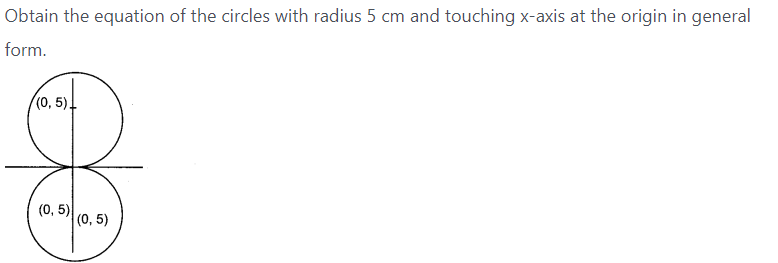 Obtain the equation of the circles with radius 5 cm and touching x-axis at the origin in general
form.
(0, 5)
(0, 5)
(0, 5)